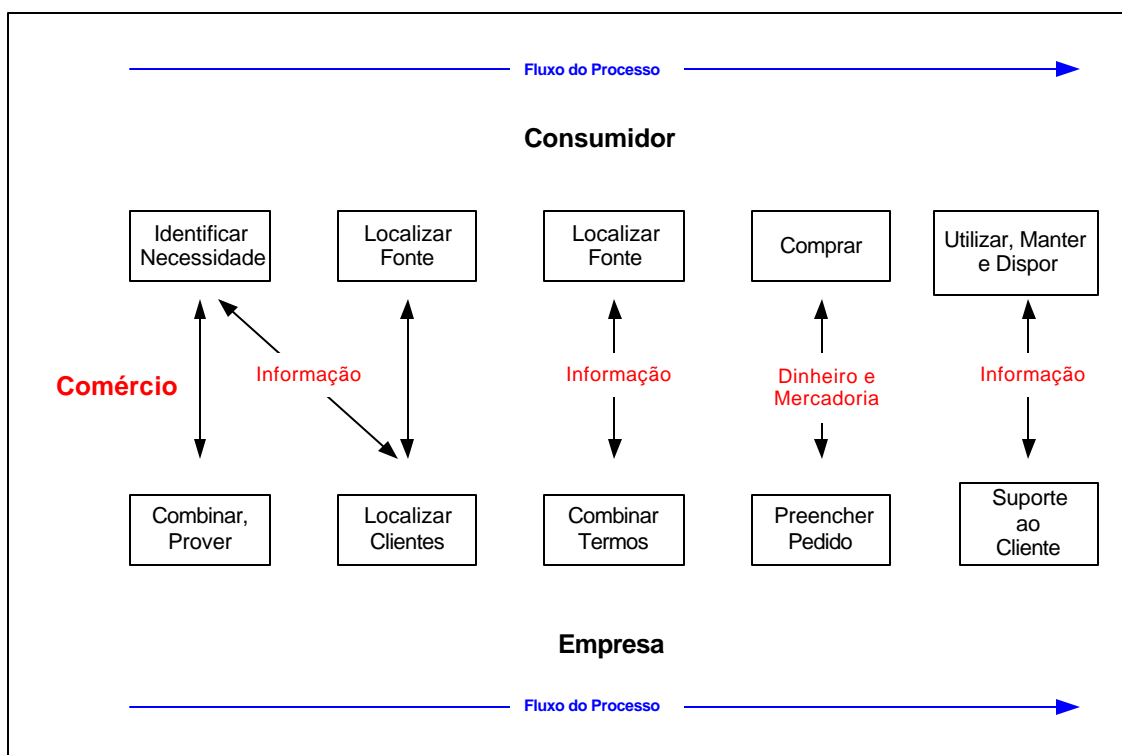 Fluxo do Processo
Consumidor
Identificar
Necessidade
Localizar
Fonte
Localizar
Fonte
Comprar
Utilizar, Manter
e Dispor
Comércio
Informação
Informação
Dinheiro e
Mercadoria
Informação
Combinar,
Prover
Localizar
Clientes
Combinar
Termos
Preencher
Pedido
Suporte
ao
Cliente
Empresa
Fluxo do Processo